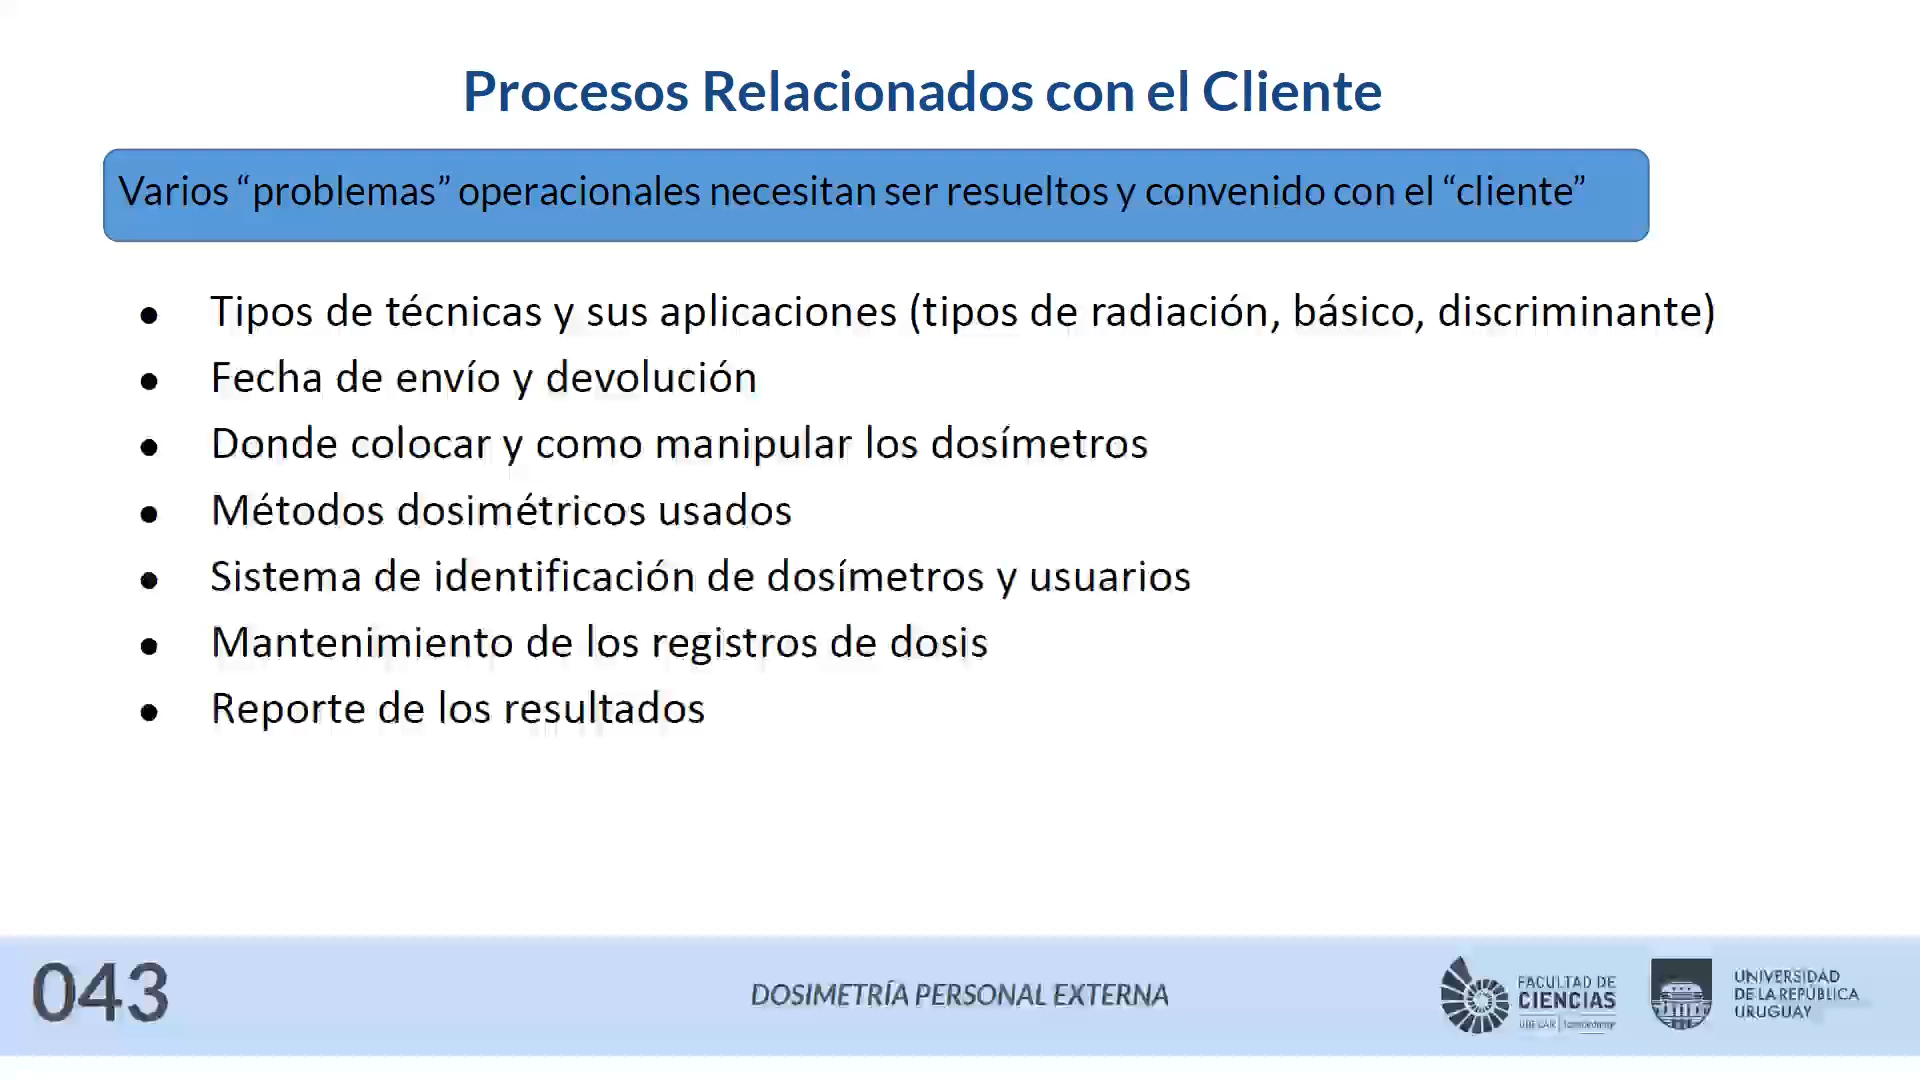 Procesos Relacionados con el Cliente
Varios “problemas” operacionales necesitan ser resueltos y convenido con el “cliente”
● Tipos de técnicas y sus aplicaciones (tipos de radiación, básico, discriminante)
● Fecha de envío y devolución
● Donde colocar y como manipular los dosímetros
● Métodos dosimétricos usados
● Sistema de identificación de dosímetros y usuarios
● Mantenimiento de los registros de dosis
● Reporte de los resultados
043
DOSIMETRÍA PERSONAL EXTERNA
FACULTAD DE
CIENCIAS
UNIVERSIDAD
DE LA REPÚBLICA
URUGUAY